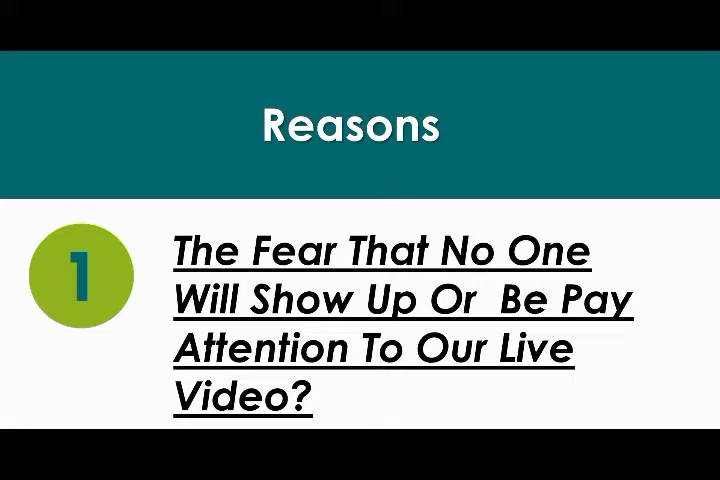 Reasons
1
The Fear That No One
Will Show Up Or  Be Pay
Attention To Our Live
Video?